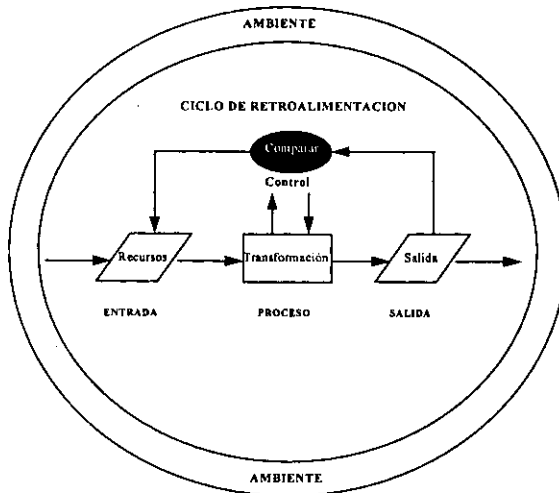 AMBIENTE
CICLO DE RETROALIMENTACION
Comparar
Control
Recursos
Transformación
Salida
ENTRADA
PROCESO
SALIDA
AMBIENTE